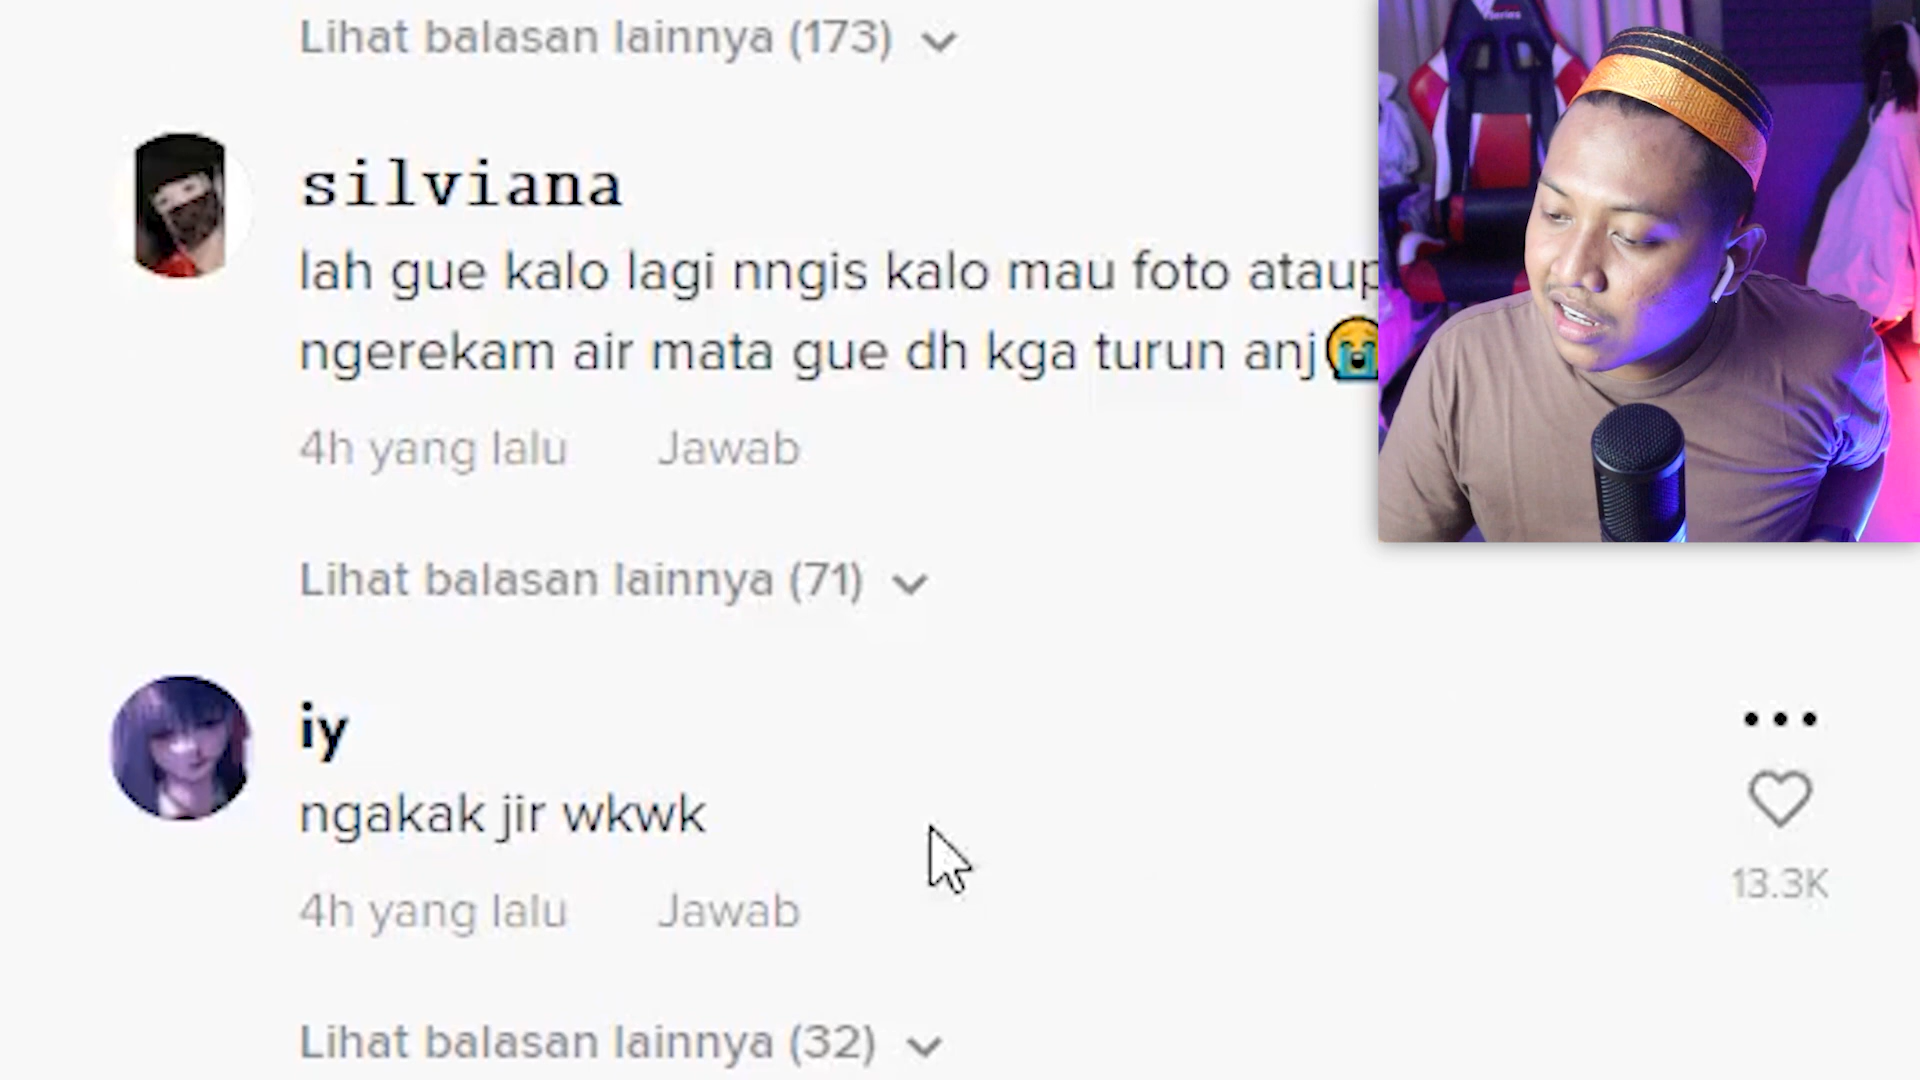 Lihat balasan lainnya (173)
silviana
lah gue kalo lagi nngis kalo mau foto
ngerekam air mata gue dh kga turun anj😭
4h yang lalu Jawab
Lihat balasan lainnya (71)
iy
ngakak jir wkwk
4h yang lalu Jawab
13.3K
Lihat balasan lainnya (32)